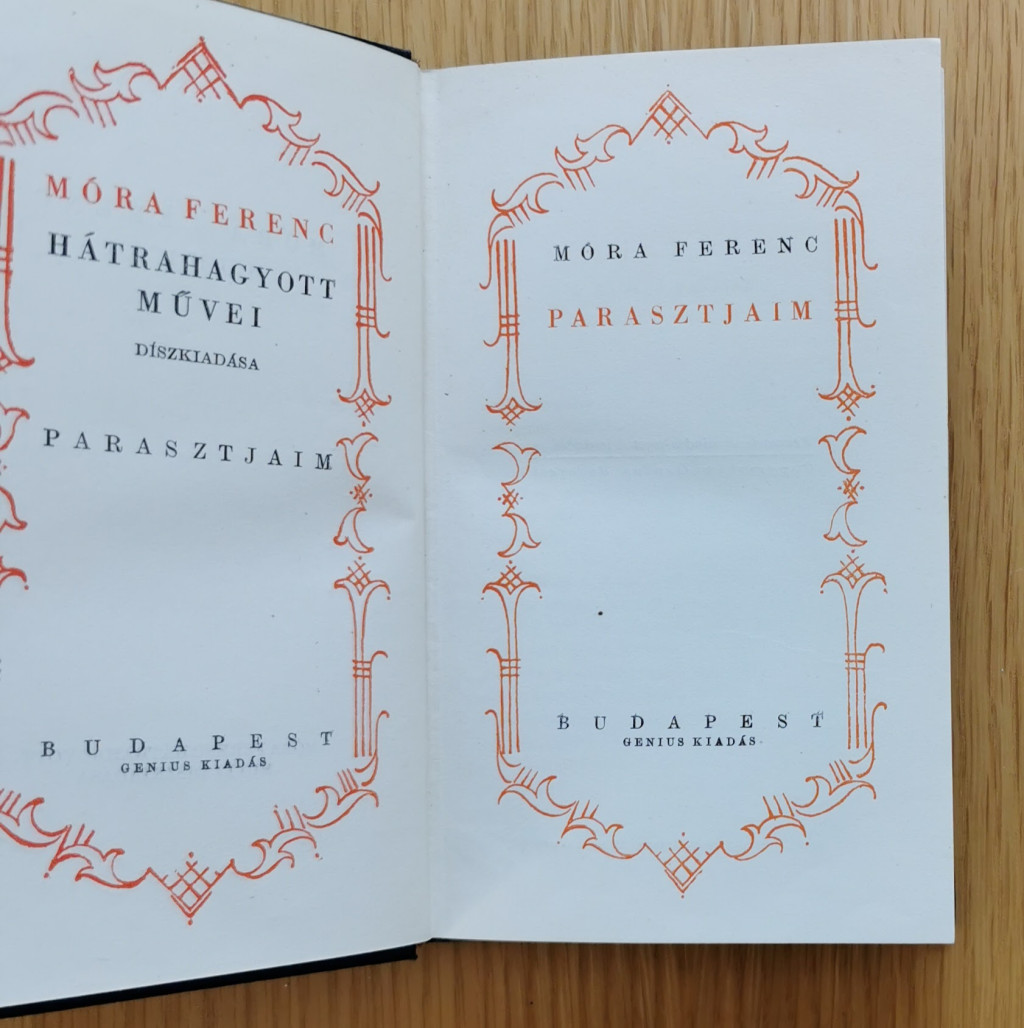 MÓRA FERENC
HÁTRAHAGYOTT
MŰVEI
DÍSZKIADÁSA
PARASZTJAIM
BUDAPEST
GENIUS KIADÁS
MÓRA FERENC
PARASZTJAIM
BUDAPEST
GENIUS KIADÁS